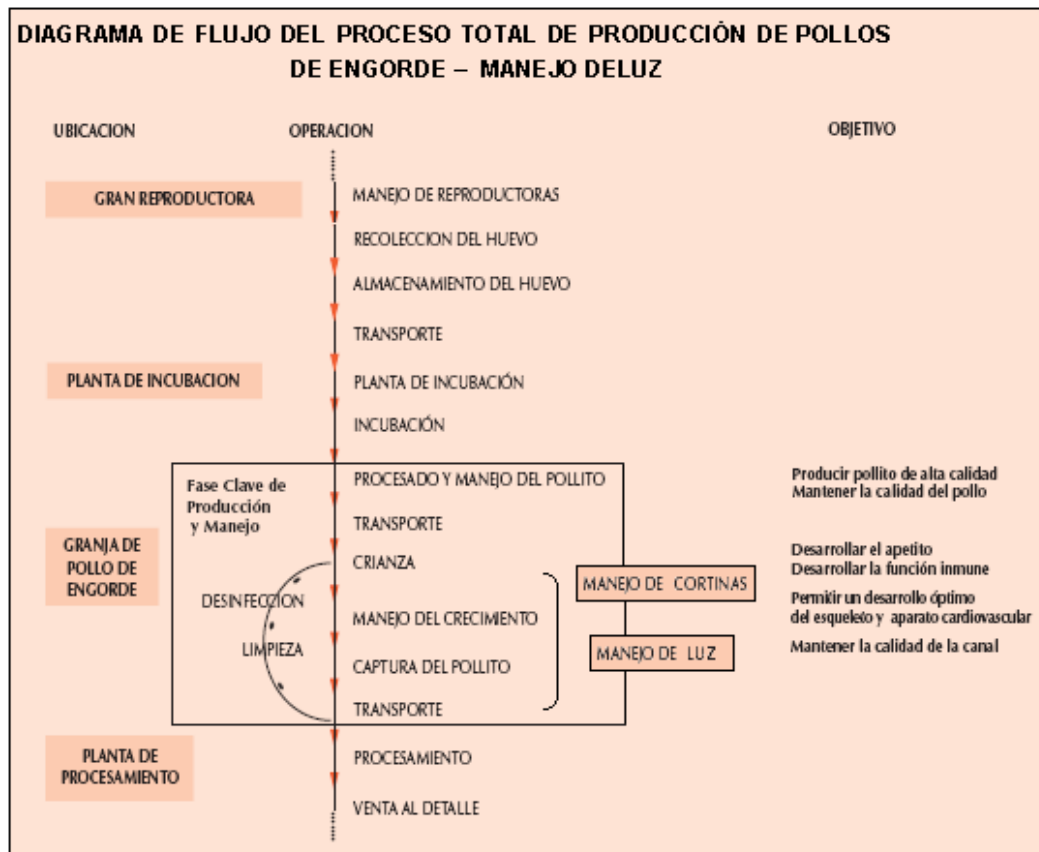 DIAGRAMA DE FLUJO DEL PROCESO TOTAL DE PRODUCCIÓN DE POLLOS
DE ENGORDE – MANEJO DELUZ
UBICACION
OPERACION
OBJETIVO
GRAN REPRODUCTORA
MANEJO DE REPRODUCTORAS
RECOLECCION DEL HUEVO
ALMACENAMIENTO DEL HUEVO
TRANSPORTE
PLANTA DE INCUBACION
PLANTA DE INCUBACIÓN
INCUBACIÓN
Fase Clave de
Producción
y Manejo
PROCESADO Y MANEJO DEL POLLITO
Producir pollito de alta calidad
Mantener la calidad del pollo
TRANSPORTE
GRANJA DE
POLLO DE
ENGORDE
CRIANZA
Desarrollar el apetito
Desarrollar la función inmune
MANEJO DE CORTINAS
DESINFECCION
MANEJO DEL CRECIMIENTO
Permitir un desarrollo óptimo
del esqueleto y aparato cardiovascular
LIMPIEZA
MANEJO DE LUZ
Mantener la calidad de la canal
CAPTURA DEL POLLITO
TRANSPORTE
PLANTA DE
PROCESAMIENTO
PROCESAMIENTO
VENTA AL DETALLE